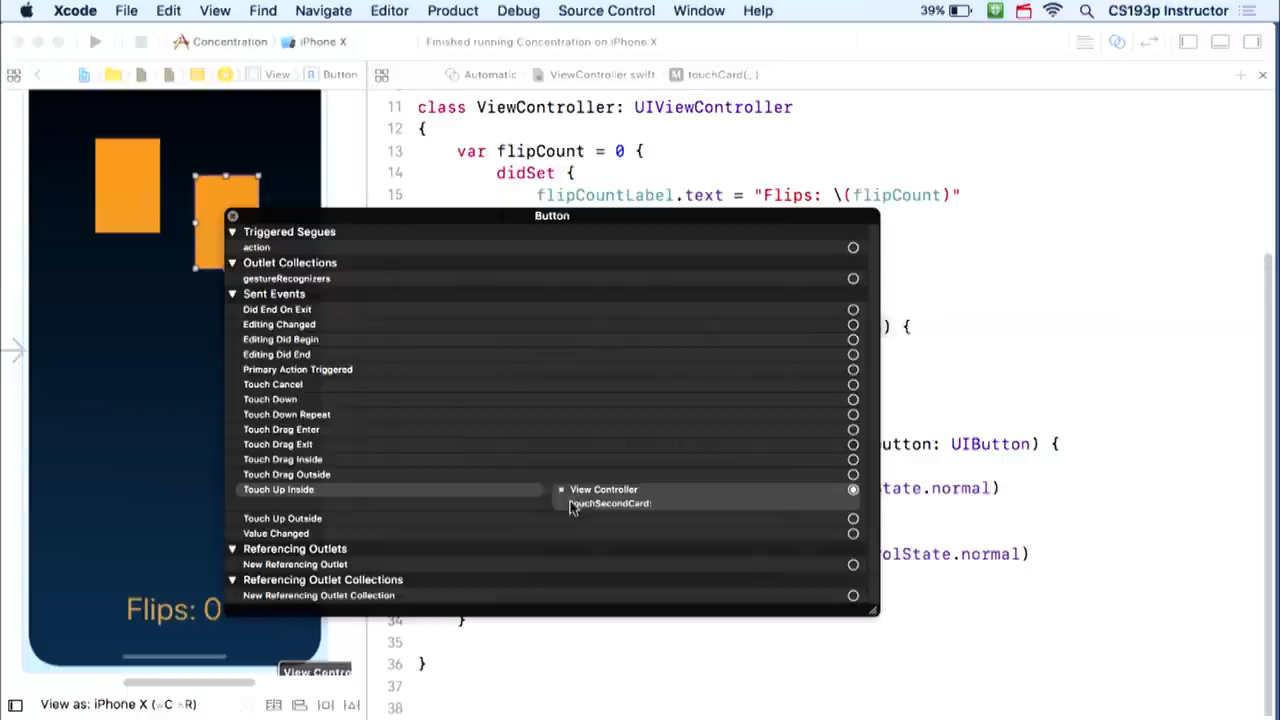 Xcode File Edit View Find Navigate Editor Product Debug Source Control Window Help 39% CS193p Instructor
Concentration iPhone X Finished running Concentration on iPhone X
View Button Automatic ViewController.swift M touchCard(_)
11 class ViewController: UIViewController
12 {
13 var flipCount = 0 {
14 didSet {
15 flipCountLabel.text = "Flips: \(flipCount)"
Button
Triggered Segues
action
Outlet Collections
gestureRecognizers
Sent Events
Did End On Exit
Editing Changed
) {
Editing Did Begin
Editing Did End
Primary Action Triggered
Touch Cancel
Touch Down
Touch Down Repeat
Touch Drag Enter
Touch Drag Exit
utton: UIButton) {
Touch Drag Inside
Touch Drag Outside
Touch Up Inside View Controller
tate.normal)
touchSecondCard:
Touch Up Outside
Value Changed
Referencing Outlets
olState.normal)
New Referencing Outlet
Referencing Outlet Collections
New Referencing Outlet Collection
Flips: 0
34 }
35
36 }
View Contro
37
View as: iPhone X (wC hR)
38